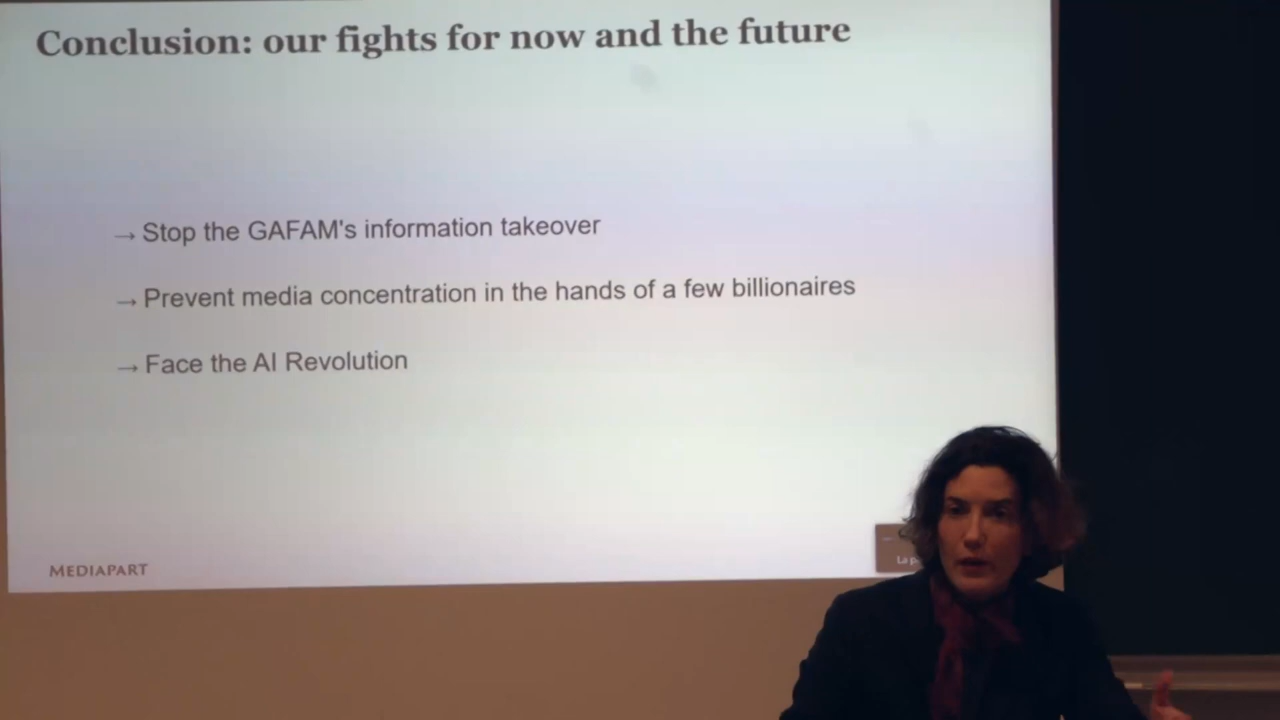 Conclusion: our fights for now and the future
→ Stop the GAFAM's information takeover
→ Prevent media concentration in the hands of a few billionaires
→ Face the AI Revolution
MEDIAPART
La